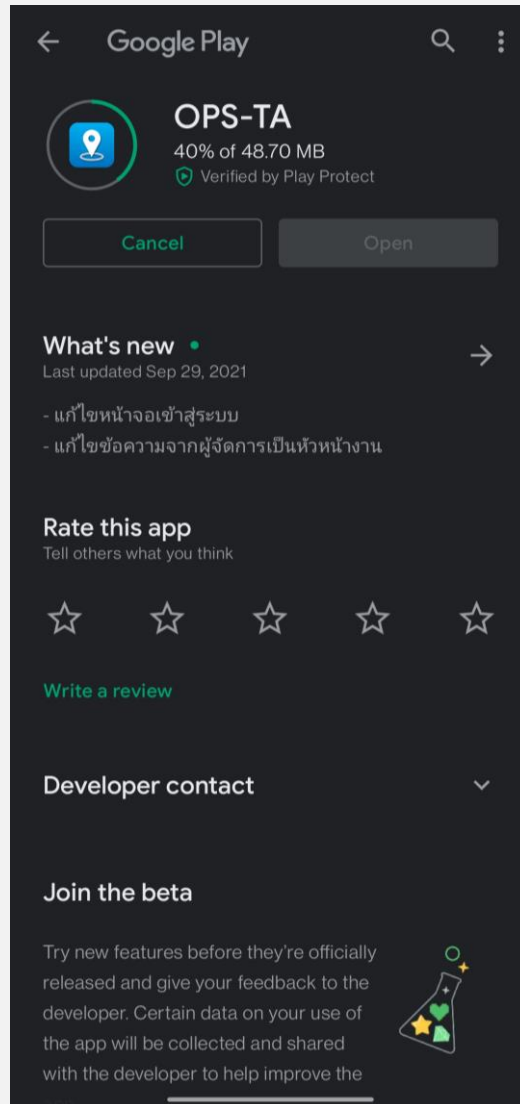 Google Play
OPS-TA
40% of 48.70 MB
Verified by Play Protect
Cancel
Open
What's new
Last updated Sep 29, 2021
- แก้ไขหน้าจอเข้าสู่ระบบ
- แก้ไขข้อความจากผู้จัดการเป็นหัวหน้างาน
Rate this app
Tell others what you think
Write a review
Developer contact
Join the beta
Try new features before they're officially
released and give your feedback to the
developer. Certain data on your use of
the app will be collected and shared
with the developer to help improve the